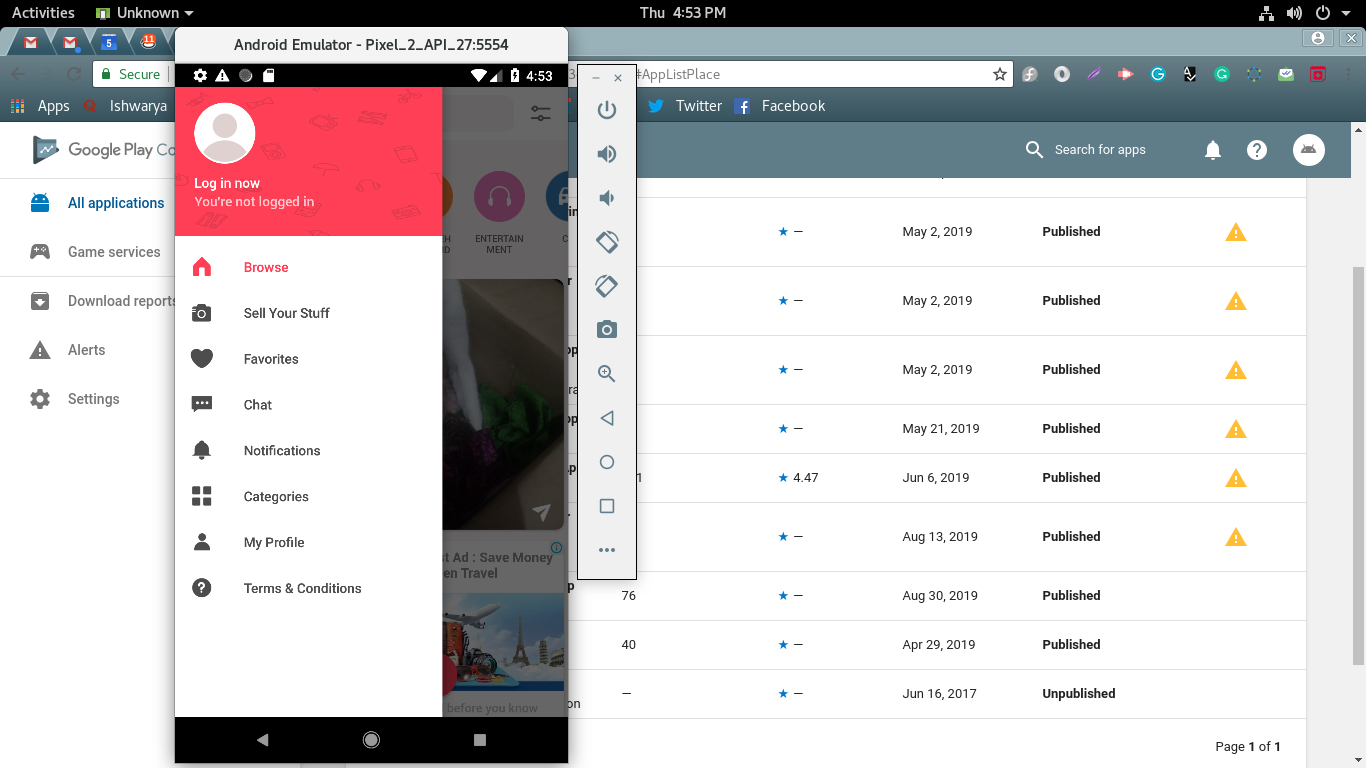 Activities
Unknown
Thu 4:53 PM
5
11
Android Emulator - Pixel_2_API_27:5554
Secure
#AppListPlace
4:53
Apps
Ishwarya
Twitter
Facebook
Google Play Co
Search for apps
All applications
Game services
Download reports
Alerts
Settings
Log in now
You're not logged in
Browse
Sell Your Stuff
Favorites
Chat
Notifications
Categories
My Profile
Terms & Conditions
ENTERTAIN
MENT
st Ad : Save Money
en Travel
before you know
— May 2, 2019 Published
— May 2, 2019 Published
— May 2, 2019 Published
— May 21, 2019 Published
1 4.47 Jun 6, 2019 Published
— Aug 13, 2019 Published
76 — Aug 30, 2019 Published
40 — Apr 29, 2019 Published
— — Jun 16, 2017 Unpublished
on
Page 1 of 1